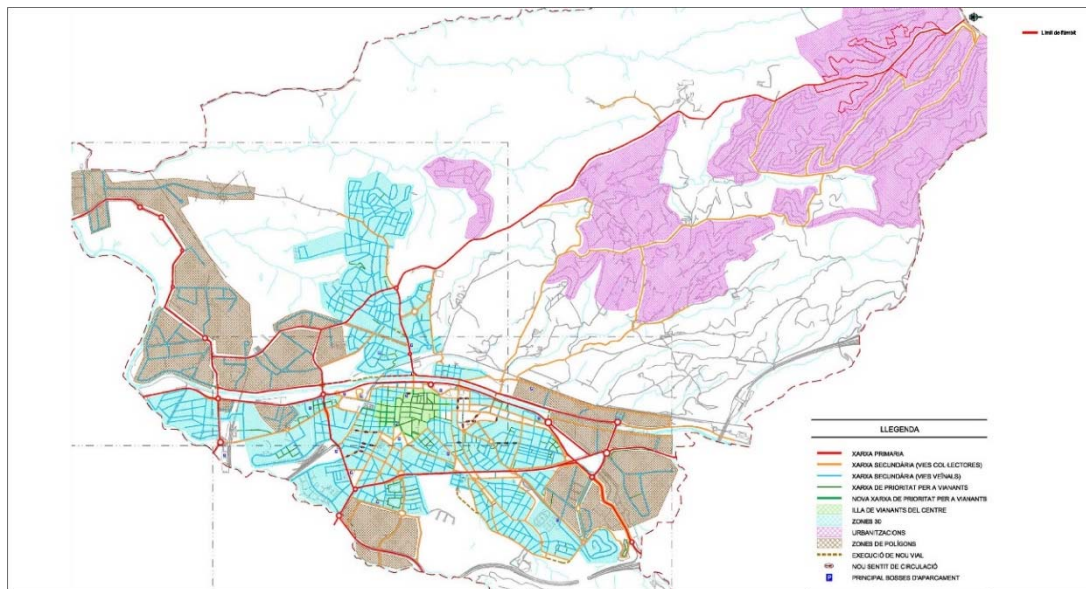 Límit de l'àmbit
LLEGENDA
XARXA PRIMARIA
XARXA SECUNDÀRIA (VIES COL·LECTORES)
XARXA SECUNDÀRIA (VIES VEÏNALS)
XARXA DE PRIORITAT PER A VIANANTS
NOVA XARXA DE PRIORITAT PER A VIANANTS
ILLA DE VIANANTS DEL CENTRE
ZONES 30
URBANITZACIONS
ZONES DE POLÍGONS
EXECUCIÓ DE NOU VIAL
NOU SENTIT DE CIRCULACIÓ
P PRINCIPAL BOSSES D'APARCAMENT